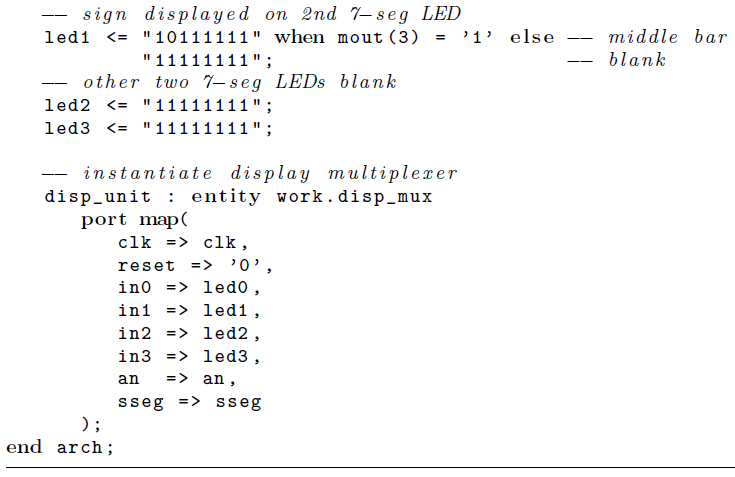 -- sign displayed on 2nd 7-seg LED
led1 <= "10111111" when mout(3) = '1' else -- middle bar
"11111111"; -- blank
-- other two 7-seg LEDs blank
led2 <= "11111111";
led3 <= "11111111";
-- instantiate display multiplexer
disp_unit : entity work.disp_mux
port map(
clk => clk,
reset => '0',
in0 => led0,
in1 => led1,
in2 => led2,
in3 => led3,
an => an,
sseg => sseg
);
end arch;